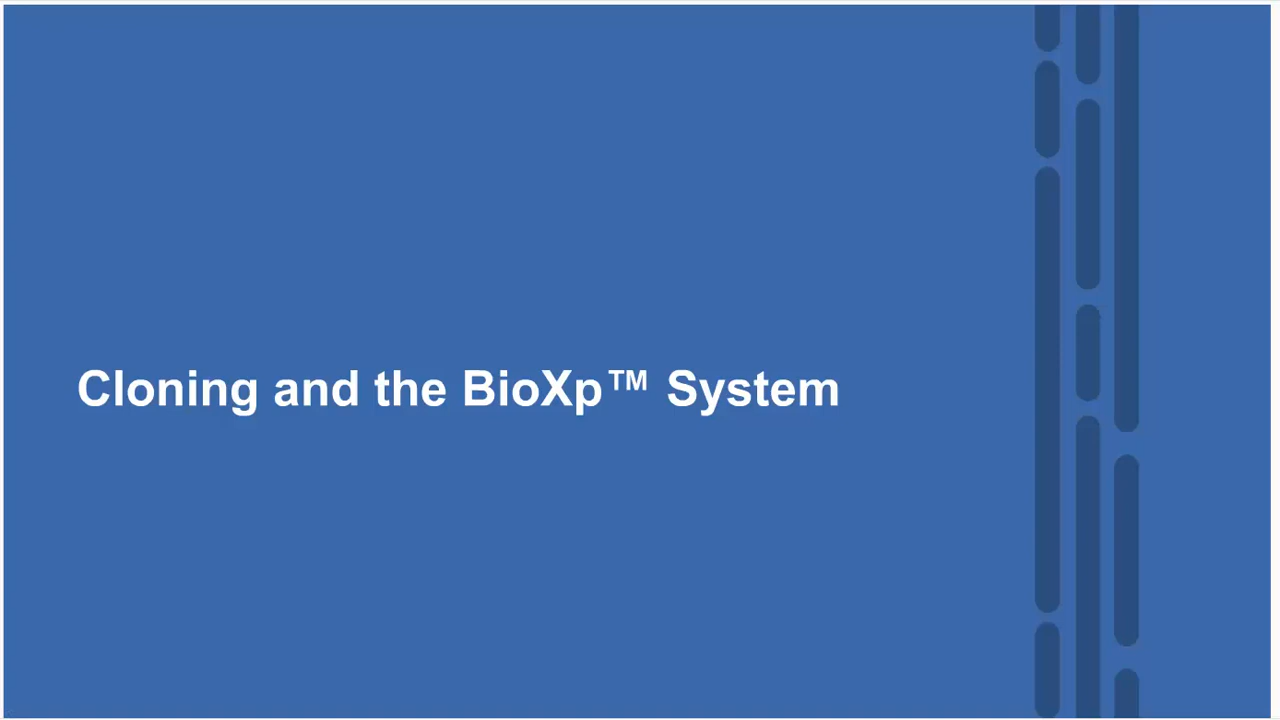 Cloning and the BioXp™ System